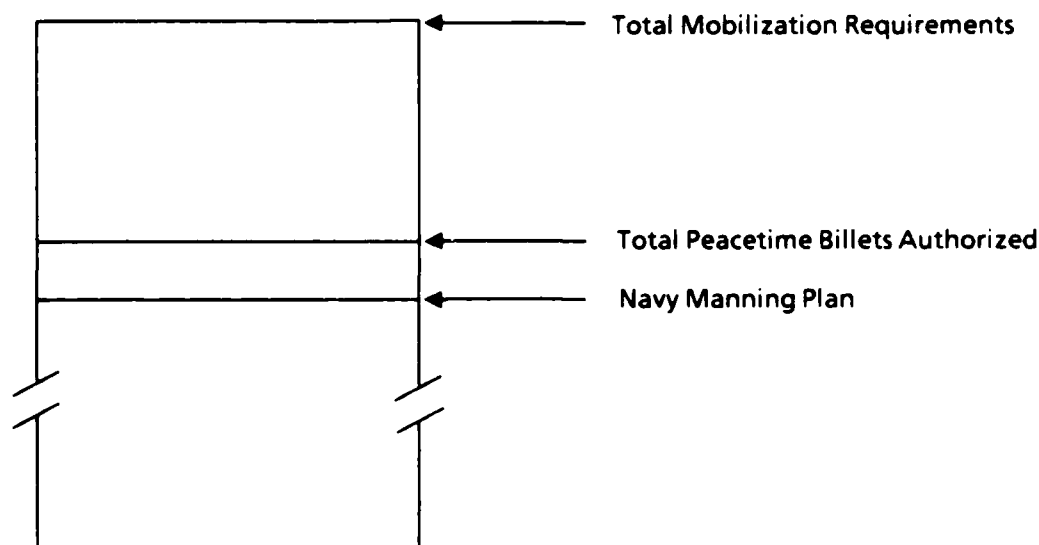 Total Mobilization Requirements
Total Peacetime Billets Authorized
Navy Manning Plan